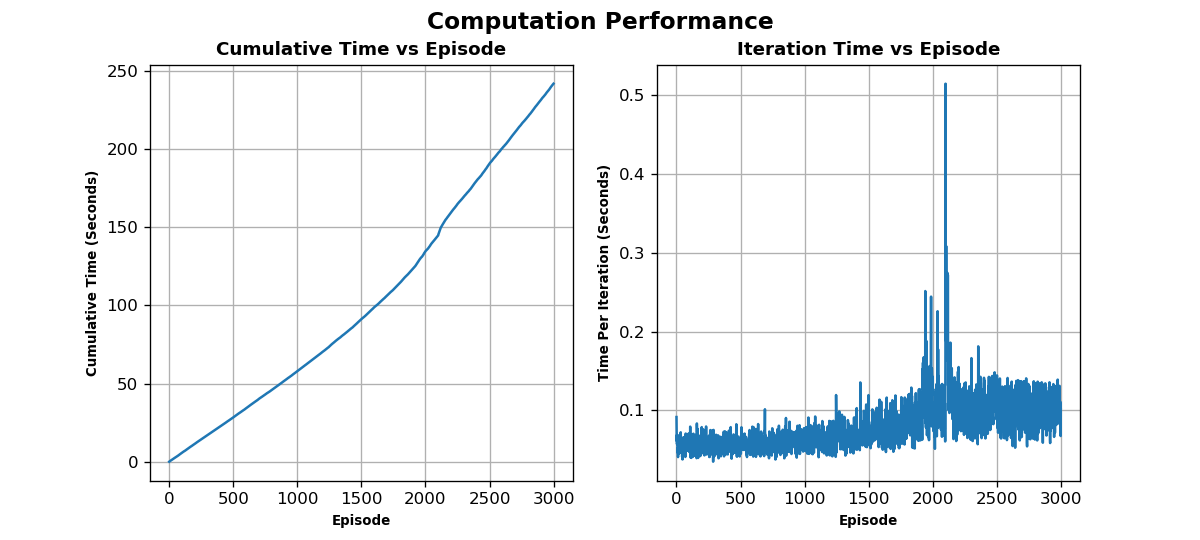 Computation Performance
Cumulative Time vs Episode
Cumulative Time (Seconds)
250
200
150
100
50
0
0 500 1000 1500 2000 2500 3000
Episode
Iteration Time vs Episode
Time Per Iteration (Seconds)
0.5
0.4
0.3
0.2
0.1
0 500 1000 1500 2000 2500 3000
Episode